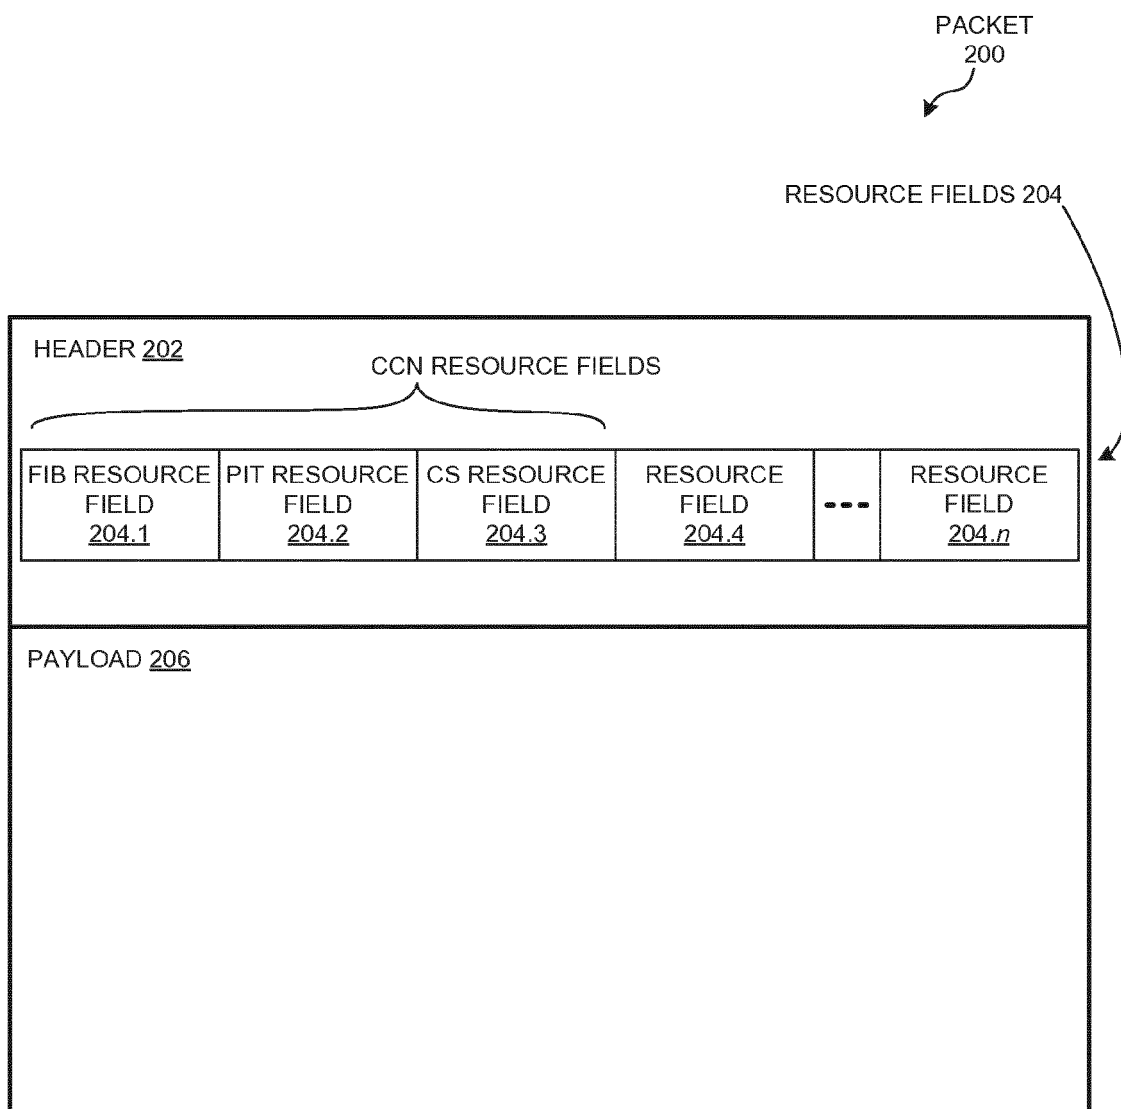 PACKET
200
RESOURCE FIELDS 204
HEADER 202
CCN RESOURCE FIELDS
FIB RESOURCE
FIELD
204.1
PIT RESOURCE
FIELD
204.2
CS RESOURCE
FIELD
204.3
RESOURCE
FIELD
204.4
---
RESOURCE
FIELD
204.n
PAYLOAD 206